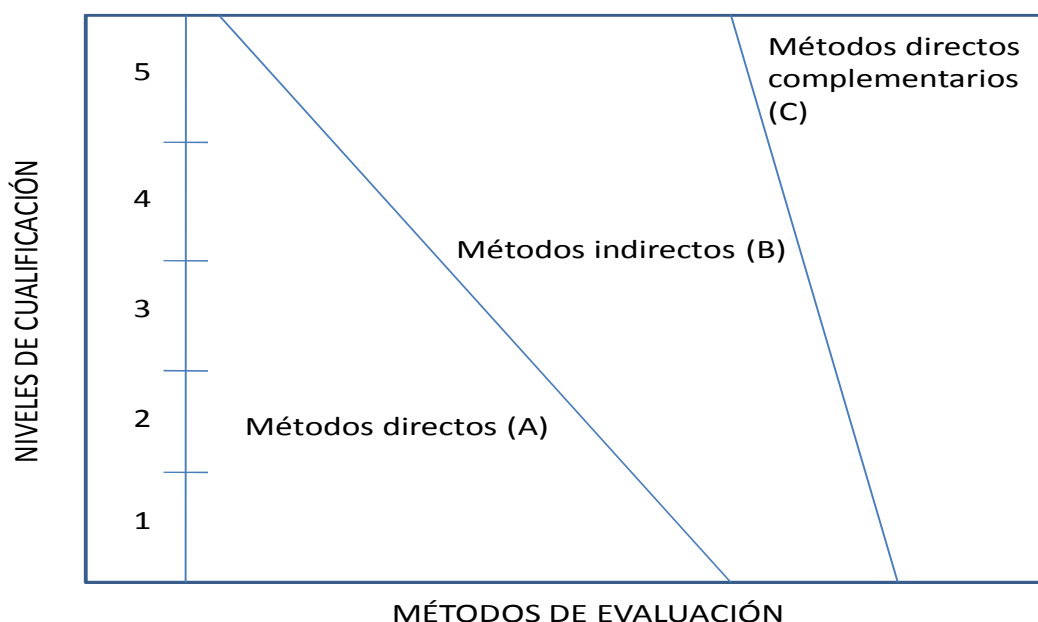 NIVELES DE CUALIFICACIÓN
5
4
3
2
1
Métodos directos
complementarios
(C)
Métodos indirectos (B)
Métodos directos (A)
MÉTODOS DE EVALUACIÓN